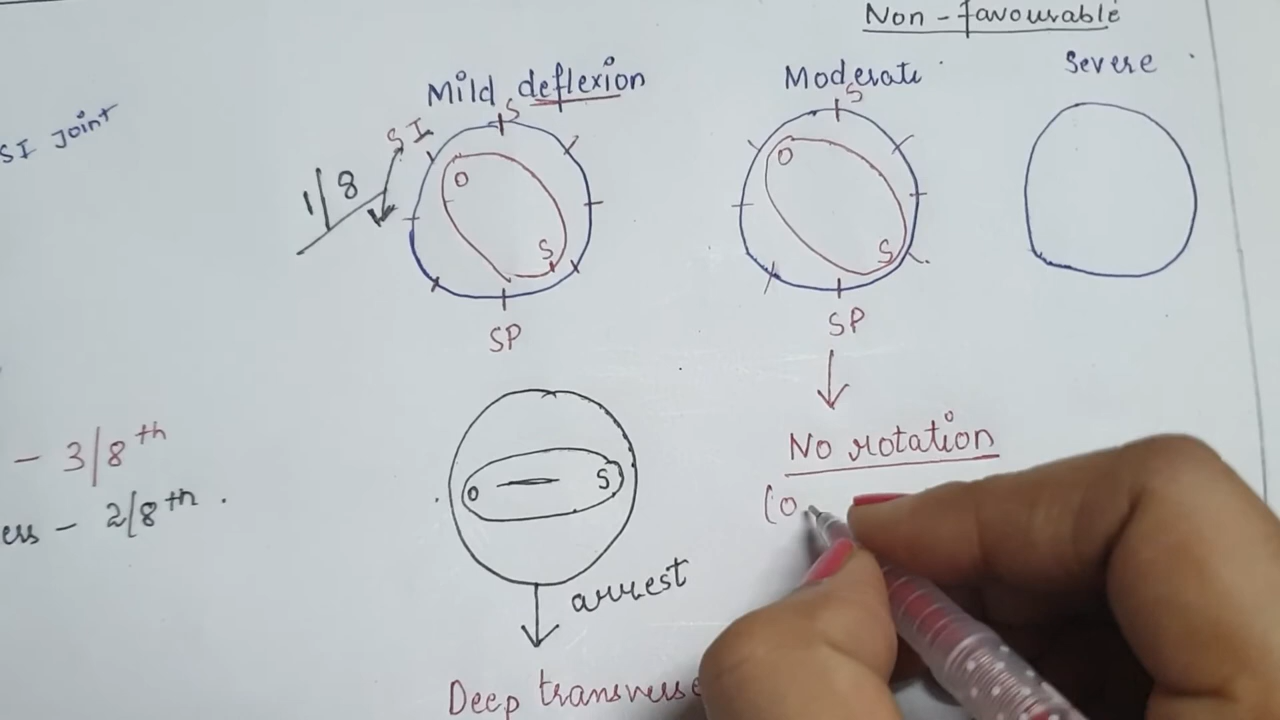 Non - favourable
Mild deflexion
Moderate
Severe
SI Joint
S
SI
1/8
O
S
SP
S
O
S
SP
- 3/8th
- 2/8th .
O
S
No rotation
(O
arrest
Deep transverse